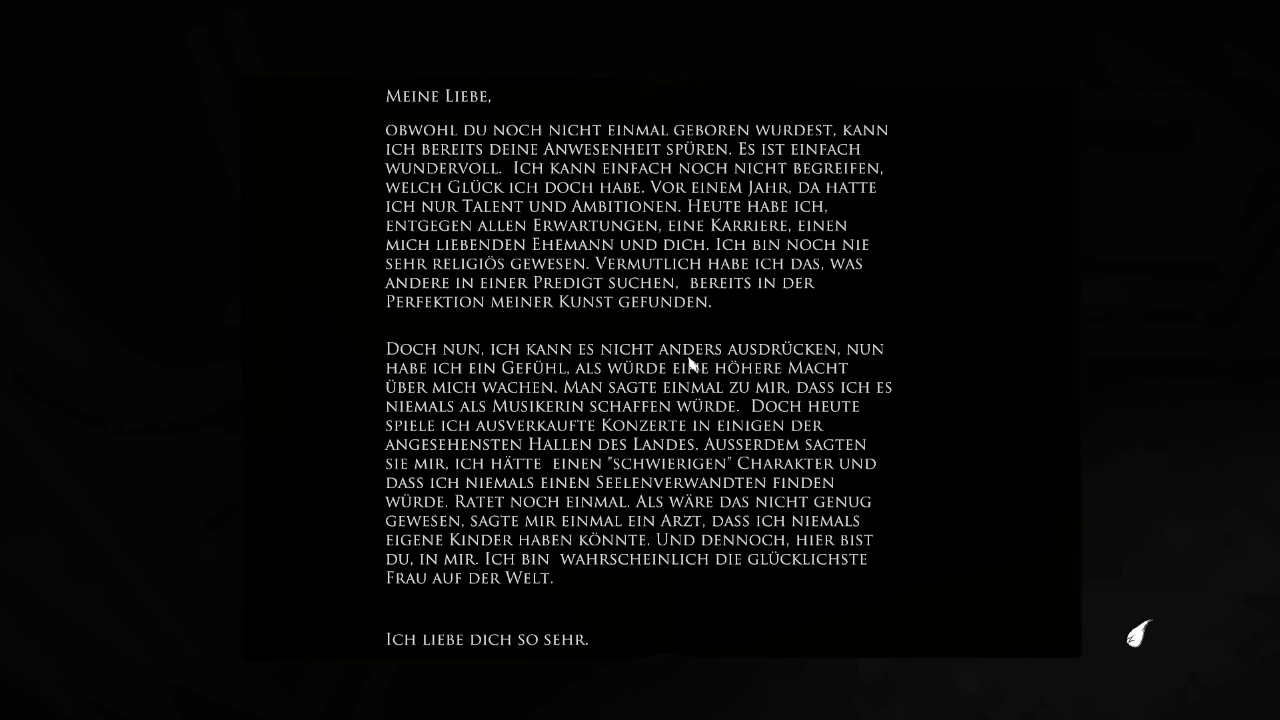 Meine Liebe,
obwohl du noch nicht einmal geboren wurdest, kann
ich bereits deine Anwesenheit spüren. Es ist einfach
wundervoll.  Ich kann einfach noch nicht begreifen,
welch Glück ich doch habe. Vor einem Jahr, da hatte
ich nur Talent und Ambitionen. Heute habe ich,
entgegen allen Erwartungen, eine Karriere, einen
mich liebenden Ehemann und dich. Ich bin noch nie
sehr religiös gewesen. Vermutlich habe ich das, was
andere in einer Predigt suchen,  bereits in der
Perfektion meiner Kunst gefunden.
Doch nun, ich kann es nicht anders ausdrücken, nun
habe ich ein Gefühl, als würde eine höhere Macht
über mich wachen. Man sagte einmal zu mir, dass ich es
niemals als Musikerin schaffen würde.  Doch heute
spiele ich ausverkaufte Konzerte in einigen der
angesehensten Hallen des Landes. Ausserdem sagten
sie mir, ich hätte  einen "schwierigen" Charakter und
dass ich niemals einen Seelenverwandten finden
würde. Ratet noch einmal. Als wäre das nicht genug
gewesen, sagte mir einmal ein Arzt, dass ich niemals
eigene Kinder haben könnte. Und dennoch, hier bist
du, in mir. Ich bin  wahrscheinlich die glücklichste
Frau auf der Welt.
Ich liebe dich so sehr.